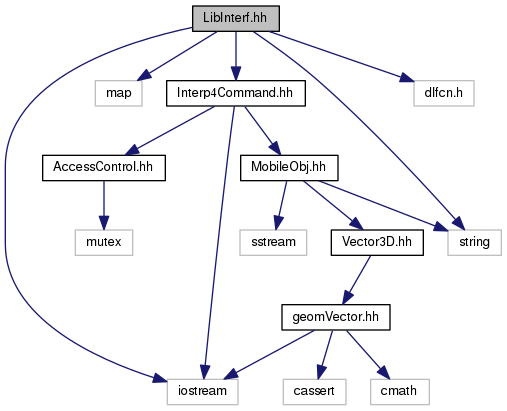 LibInterf.hh
map
Interp4Command.hh
dlfcn.h
AccessControl.hh
MobileObj.hh
mutex
sstream
Vector3D.hh
string
geomVector.hh
iostream
cassert
cmath